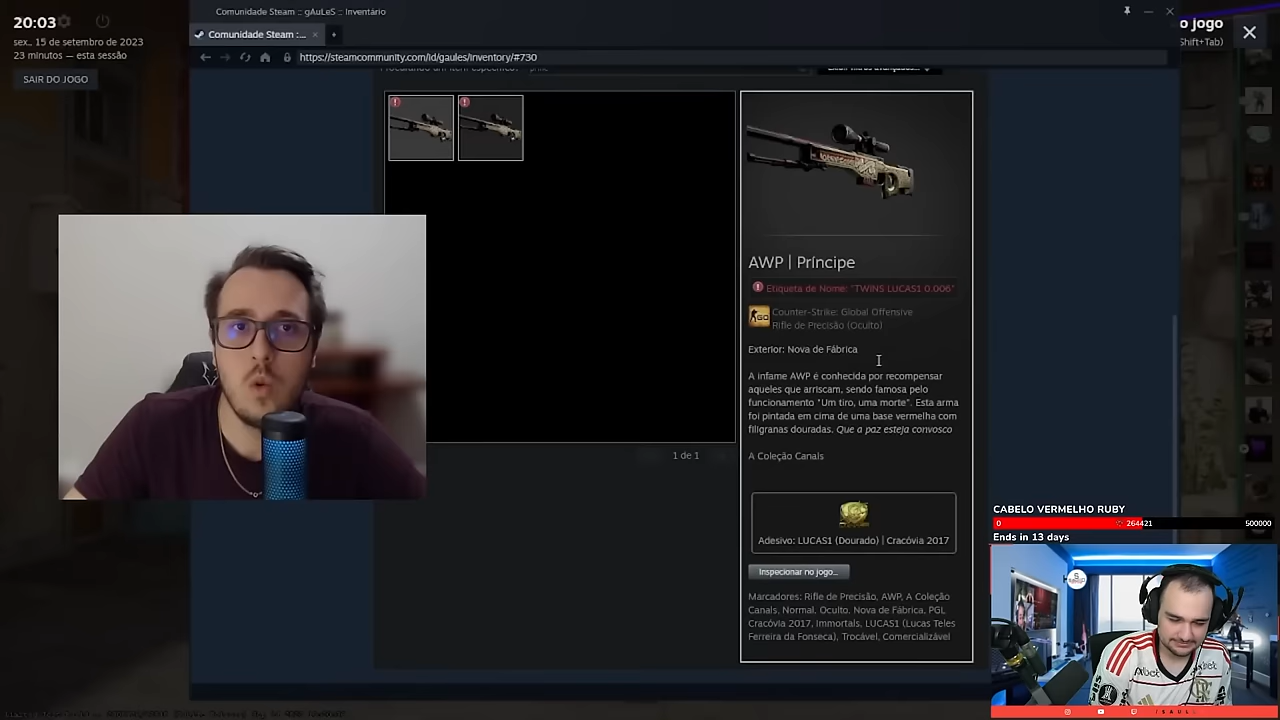 20:03
sex., 15 de setembro de 2023
23 minutos — esta sessão
SAIR DO JOGO
Comunidade Steam :: gAuLeS :: Inventário
Comunidade Steam :...
https://steamcommunity.com/id/gaules/inventory/#730
o jogo
Shift+Tab)
AWP | Príncipe
Etiqueta de Nome: "TWINS LUCAS1 0.006"
Counter-Strike: Global Offensive
Rifle de Precisão (Oculto)
Exterior: Nova de Fábrica
A infame AWP é conhecida por recompensar
aqueles que arriscam, sendo famosa pelo
funcionamento "Um tiro, uma morte". Esta arma
foi pintada em cima de uma base vermelha com
filigranas douradas. Que a paz esteja convosco
A Coleção Canals
1 de 1
Adesivo: LUCAS1 (Dourado) | Cracóvia 2017
Inspecionar no jogo...
Marcadores: Rifle de Precisão, AWP, A Coleção
Canals, Normal, Oculto, Nova de Fábrica, PGL
Cracóvia 2017, Immortals, LUCAS1 (Lucas Teles
Ferreira da Fonseca), Trocável, Comercializável
CABELO VERMELHO RUBY
0 264421 500000
Ends in 13 days